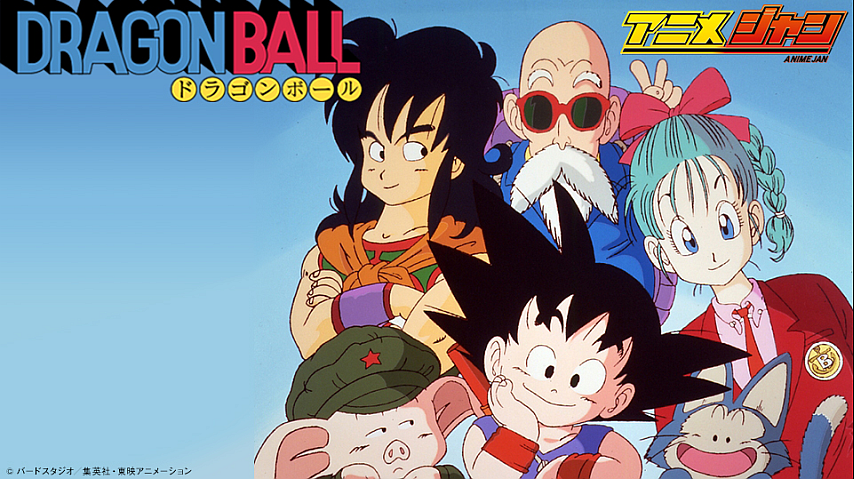 DRAGON BALL
ドラゴンボール
アニメジャン
ANIMEJAN
B
© バードスタジオ／集英社・東映アニメーション